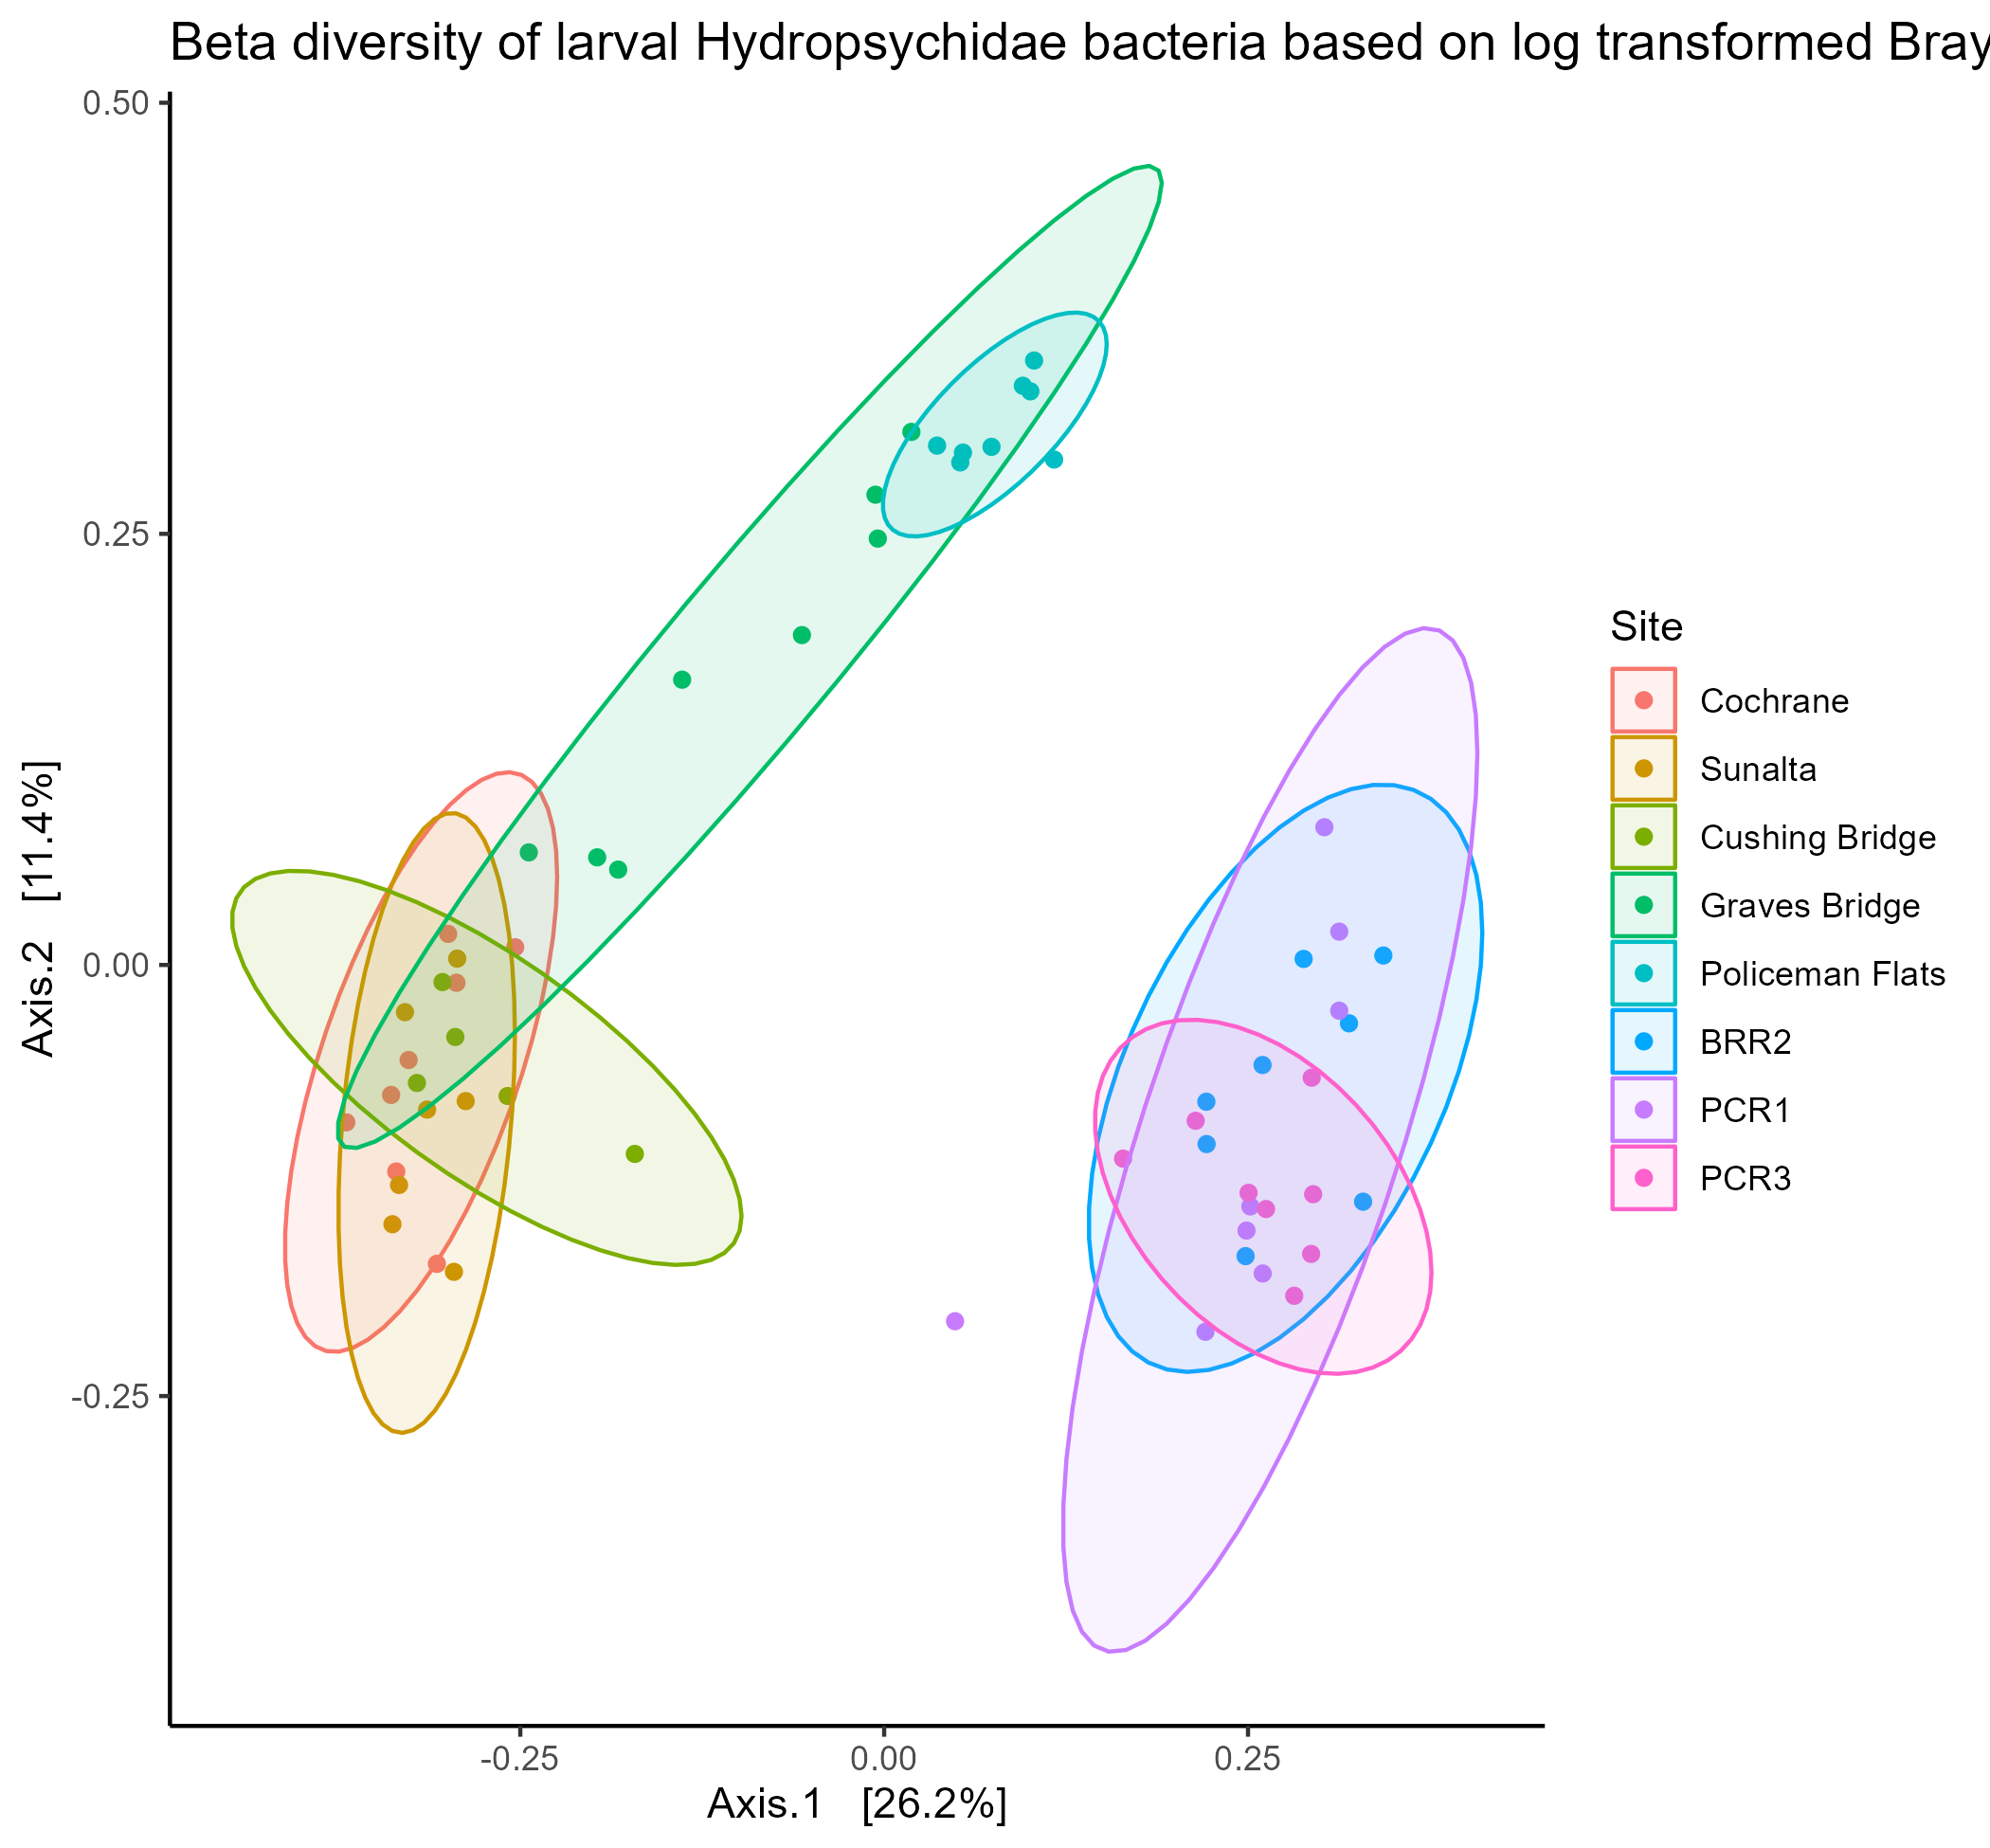 Beta diversity of larval Hydropsychidae bacteria based on log transformed Bray
0.50
0.25
0.00
-0.25
Axis.2 [11.4%]
-0.25 0.00 0.25
Axis.1 [26.2%]
Site
Cochrane
Sunalta
Cushing Bridge
Graves Bridge
Policeman Flats
BRR2
PCR1
PCR3